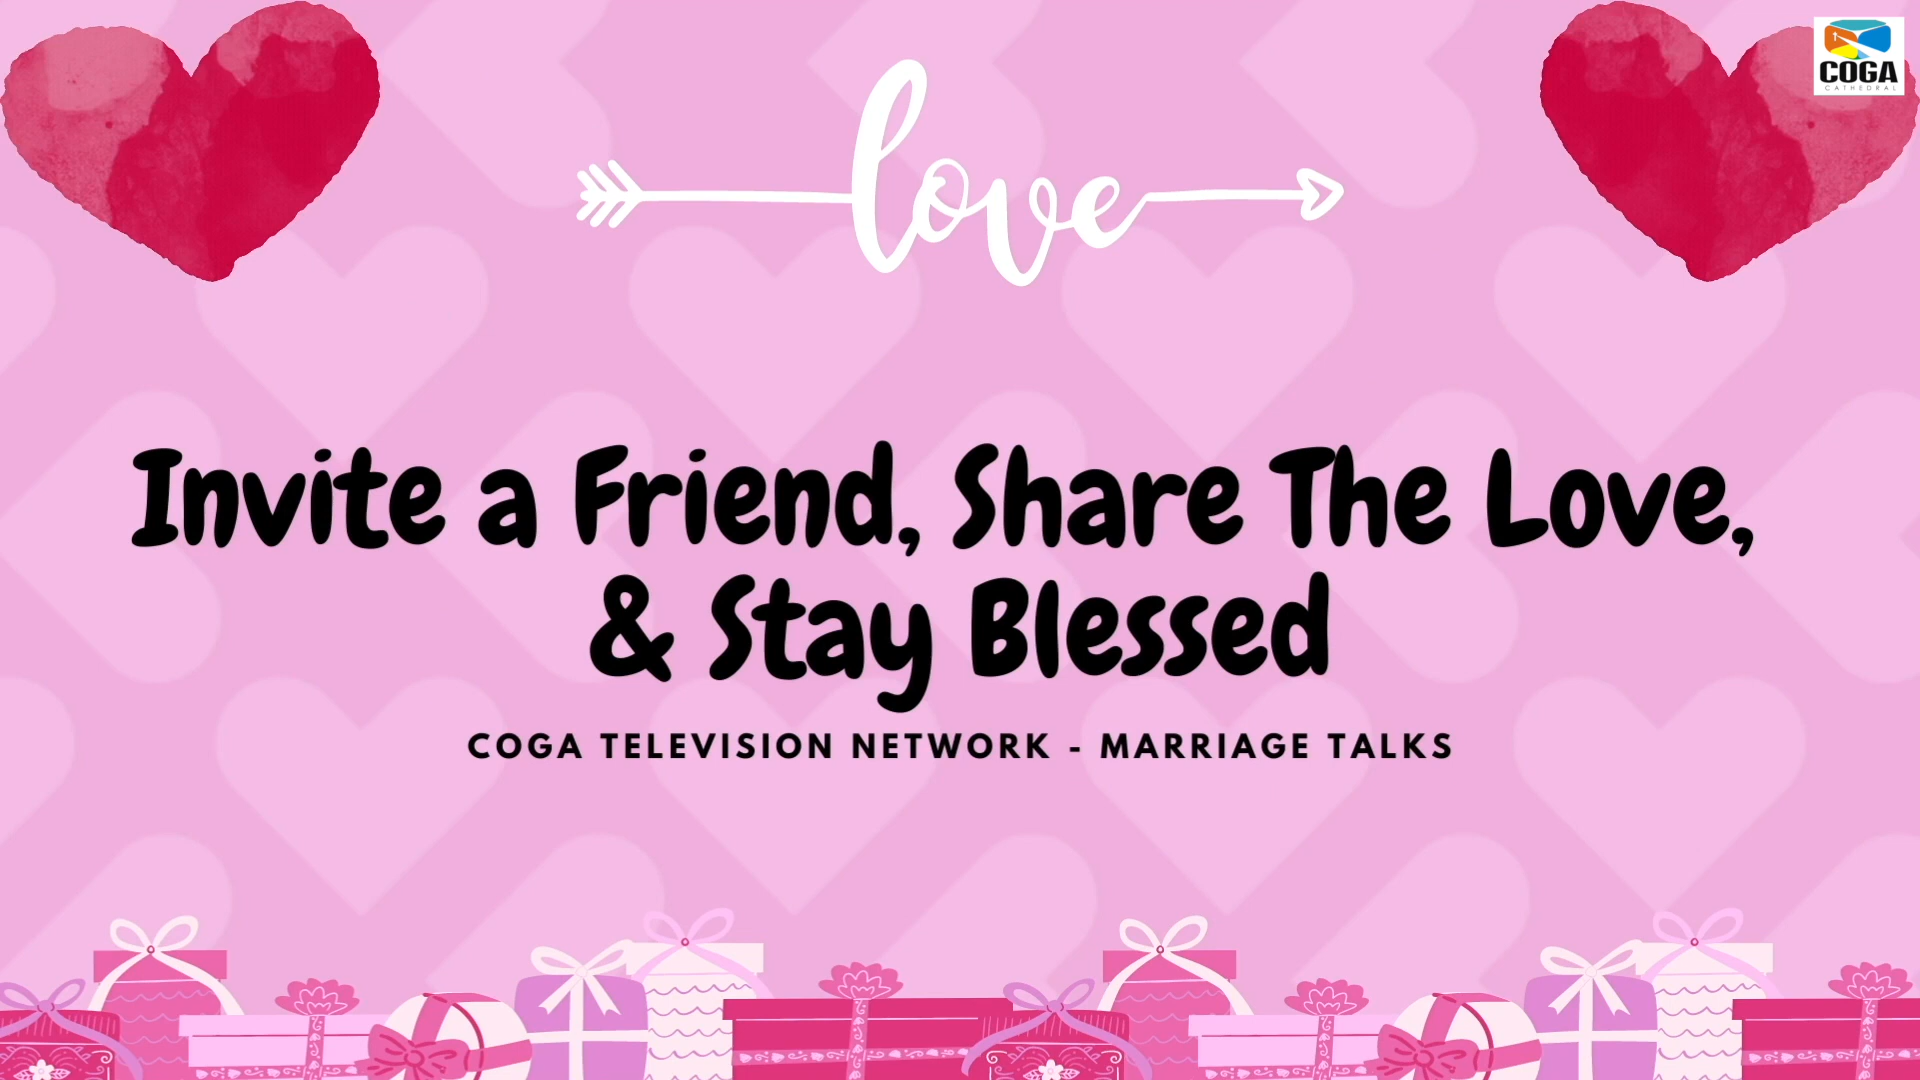 COGA
CATHEDRAL
love
Invite a Friend, Share The Love,
& Stay Blessed
COGA TELEVISION NETWORK - MARRIAGE TALKS